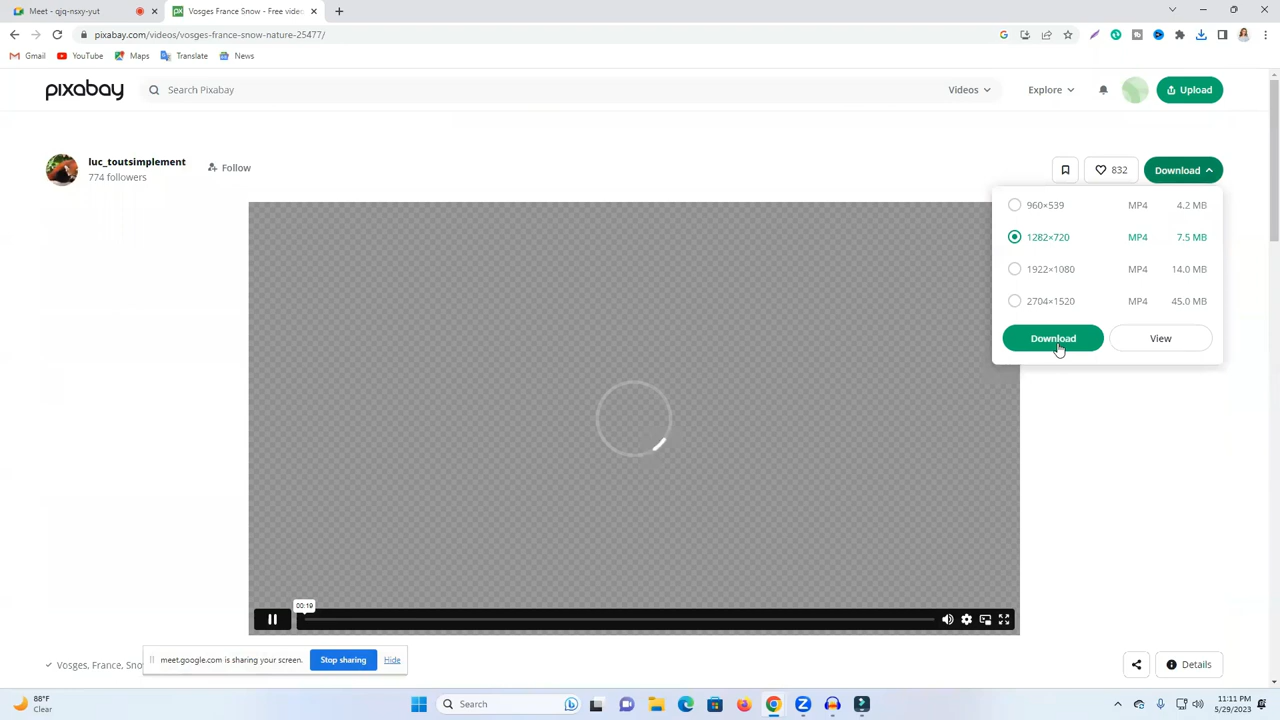 Meet - qjq-nsxy-yut
Vosges France Snow - Free video
pixabay.com/videos/vosges-france-snow-nature-25477/
Gmail YouTube Maps Translate News
pixabay Search Pixabay Videos Explore Upload
luc_toutsimplement
774 followers
Follow
832 Download
960×539 MP4 4.2 MB
1282×720 MP4 7.5 MB
1922×1080 MP4 14.0 MB
2704×1520 MP4 45.0 MB
Download View
00:19
Vosges, France, Sno
meet.google.com is sharing your screen. Stop sharing Hide
Details
88°F
Clear
Search
11:11 PM
5/29/2023